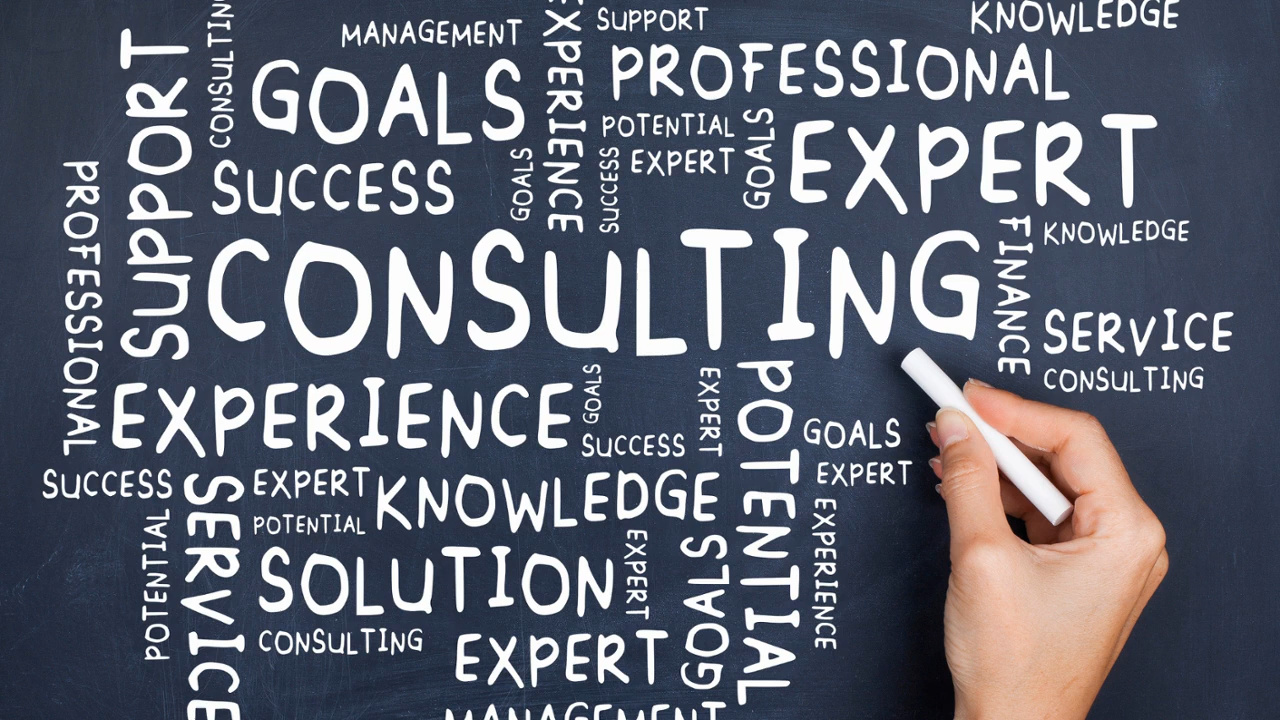 KNOWLEDGE
SUPPORT
MANAGEMENT
CONSULTING
EXPERIENCE
PROFESSIONAL
GOALS
SUPPORT
POTENTIAL
GOALS
EXPERT
EXPERT
SUCCESS
GOALS
SUCCESS
PROFESSIONAL
KNOWLEDGE
FINANCE
CONSULTING
SERVICE
CONSULTING
EXPERIENCE
GOALS
SUCCESS
EXPERT
POTENTIAL
GOALS
EXPERT
SUCCESS
SERVICE
EXPERT
KNOWLEDGE
POTENTIAL
POTENTIAL
SOLUTION
EXPERT
GOALS
EXPERIENCE
CONSULTING
EXPERT
MANAGEMENT